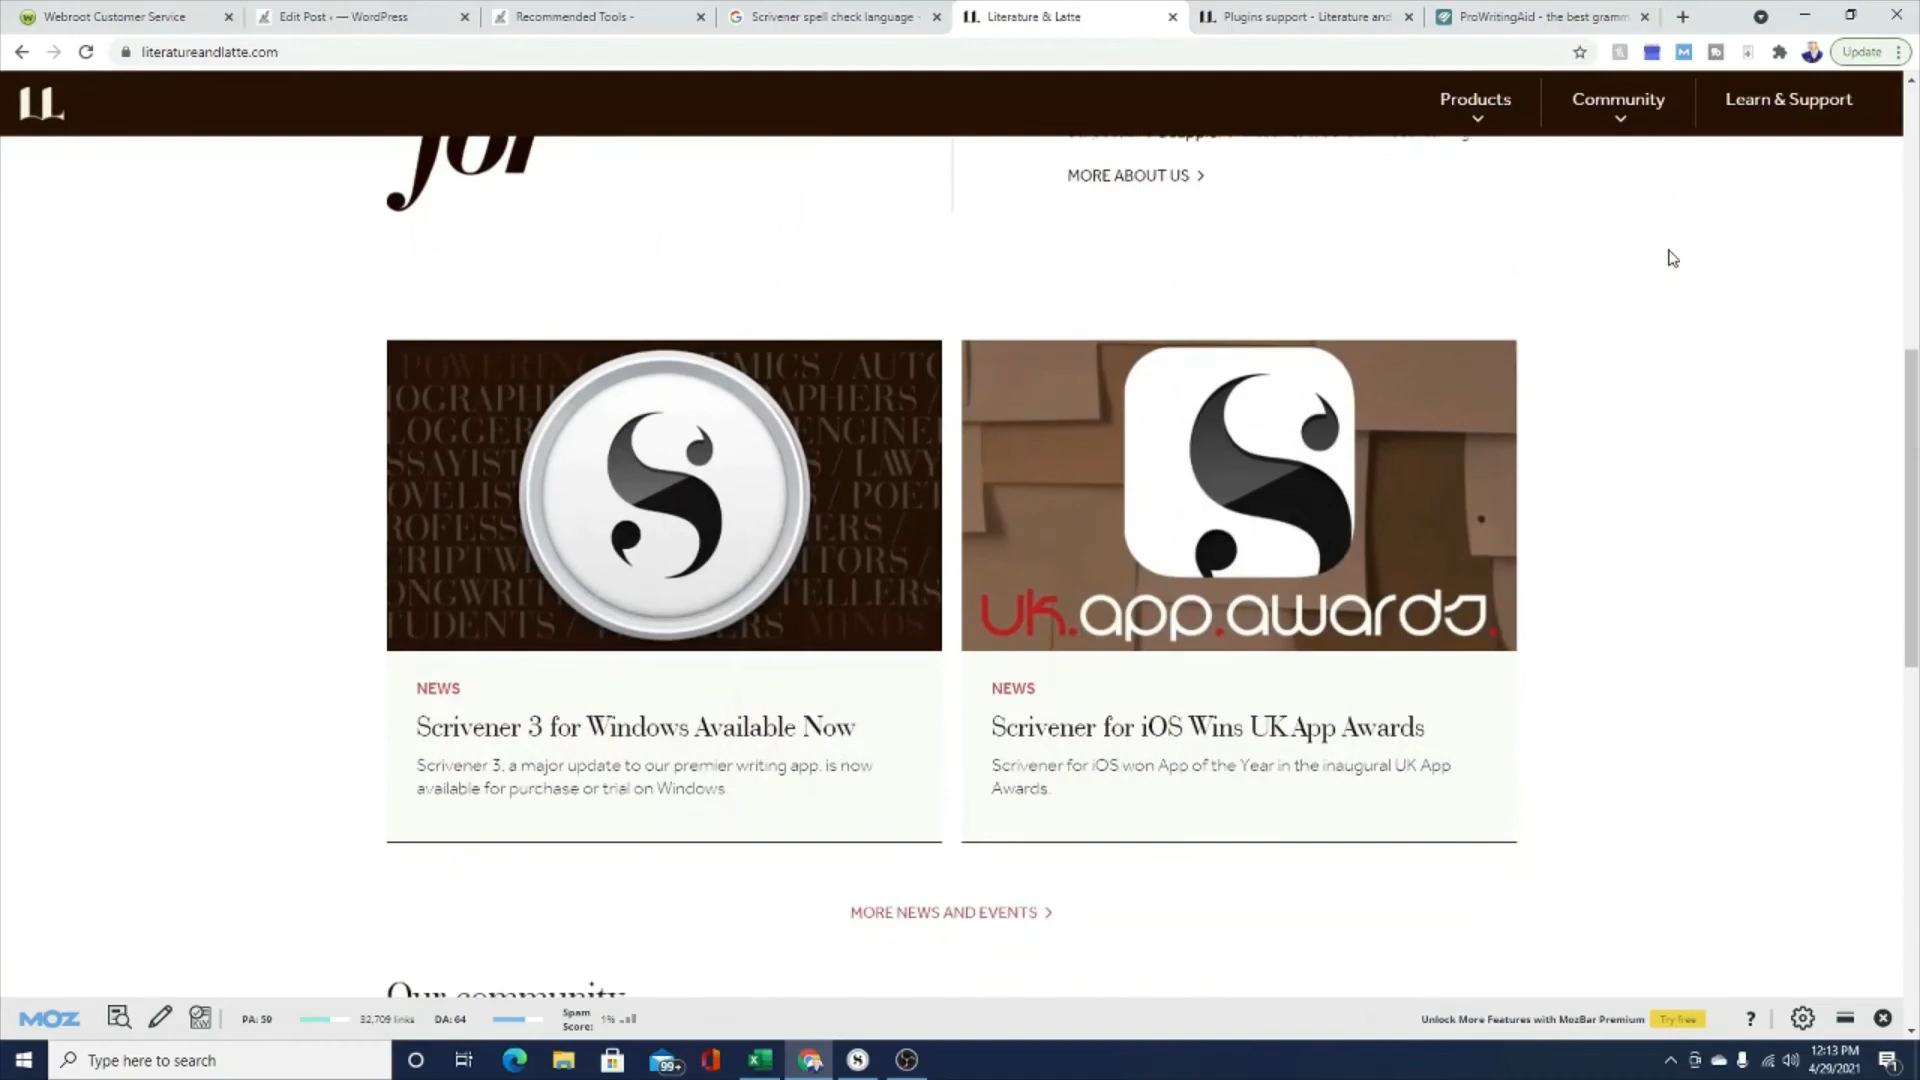 Webroot Customer Service
Edit Post ‹ — WordPress
Recommended Tools -
Scrivener spell check language -
Literature & Latte
Plugins support - Literature and
ProWritingAid - the best gramm
literatureandlatte.com
Update
LL
Products
Community
Learn & Support
for
MORE ABOUT US >
UK.app.awards.
NEWS
Scrivener 3 for Windows Available Now
Scrivener 3, a major update to our premier writing app, is now
available for purchase or trial on Windows.
NEWS
Scrivener for iOS Wins UK App Awards
Scrivener for iOS won App of the Year in the inaugural UK App
Awards.
MORE NEWS AND EVENTS >
Our community
MOZ
PA: 59
32,709 links
DA: 64
Spam
Score:
1%
Unlock More Features with MozBar Premium
Try free
Type here to search
99+
12:13 PM
4/29/2021